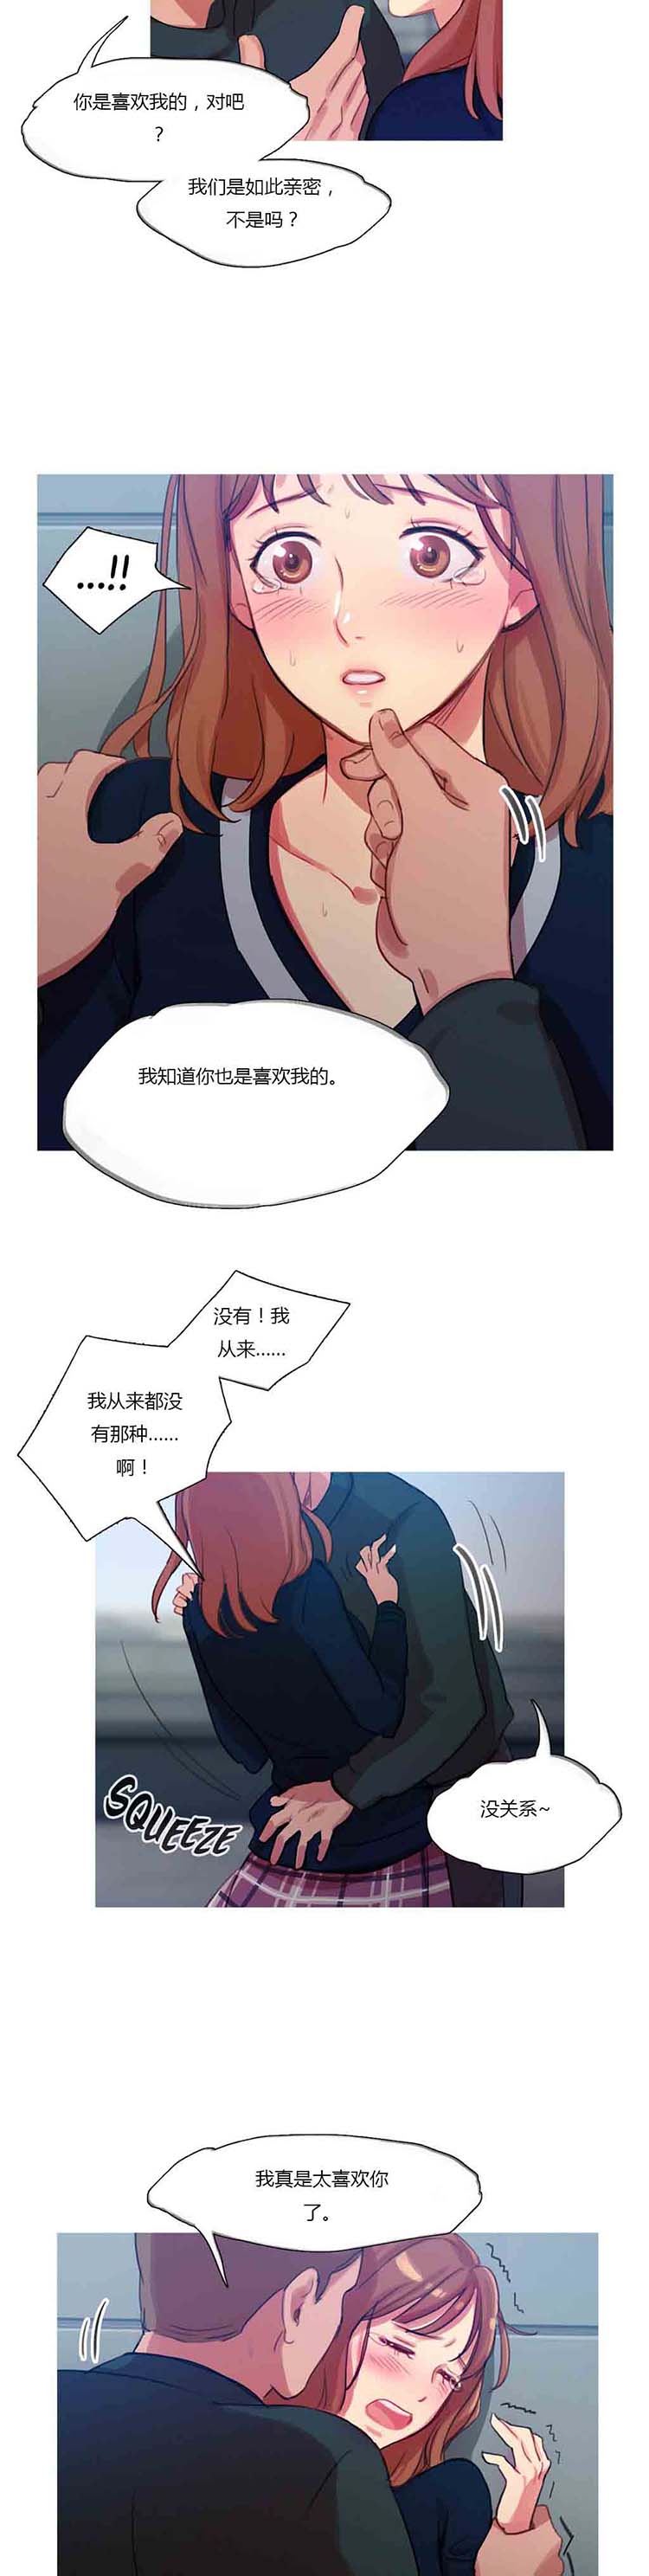 你是喜欢我的，对吧
？
我们是如此亲密，
不是吗？
...!!
我知道你也是喜欢我的。
没有！我
从来……
我从来都没
有那种……
啊！
SQUEEZE
没关系~
我真是太喜欢你
了。